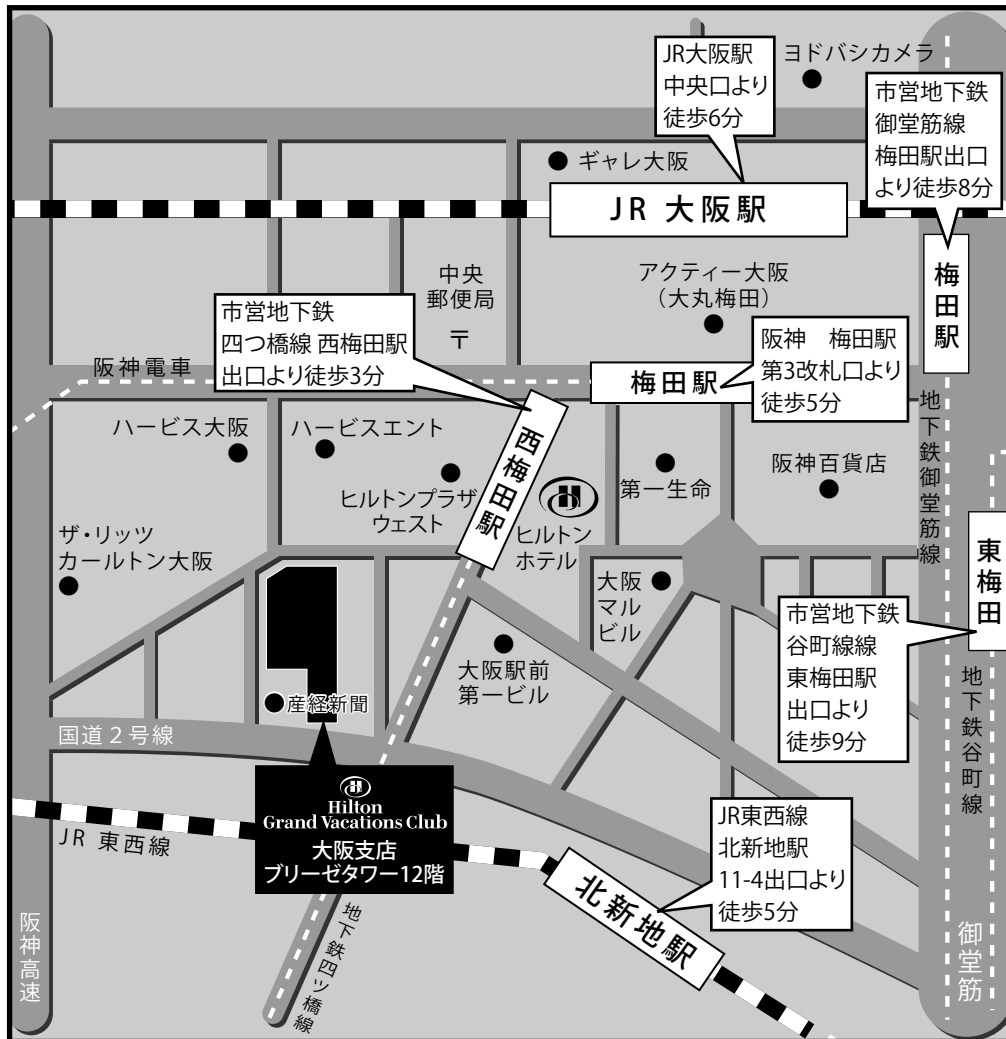 JR大阪駅
中央口より
徒歩6分
ヨドバシカメラ
市営地下鉄
御堂筋線
梅田駅出口
より徒歩8分
ギャレ大阪
JR 大阪駅
梅田駅
中央
郵便局
〒
アクティー大阪
（大丸梅田）
市営地下鉄
四つ橋線 西梅田駅
出口より徒歩3分
阪神電車
梅田駅
阪神　梅田駅
第3改札口より
徒歩5分
地下鉄御堂筋線
ハービス大阪
ハービスエント
西梅田駅
ヒルトンプラザ
ウェスト
H
ヒルトン
ホテル
第一生命
阪神百貨店
ザ・リッツ
カールトン大阪
東梅田
大阪
マル
ビル
市営地下鉄
谷町線線
東梅田駅
出口より
徒歩9分
大阪駅前
第一ビル
地下鉄谷町線
産経新聞
国道2号線
H
Hilton
Grand Vacations Club
大阪支店
ブリーゼタワー12階
JR 東西線
JR東西線
北新地駅
11-4出口より
徒歩5分
北新地駅
地下鉄四ツ橋線
阪神高速
御堂筋